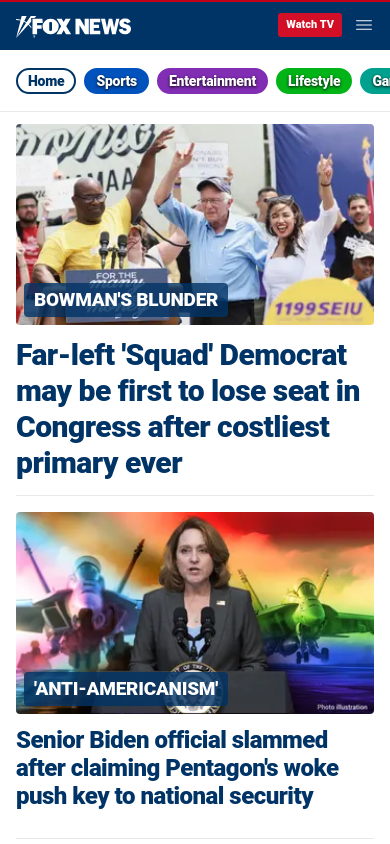 FOX NEWS
Watch TV
Home
Sports
Entertainment
Lifestyle
Ga
FOR THE
many
money
1199SEIU
BOWMAN'S BLUNDER
Far-left 'Squad' Democrat
may be first to lose seat in
Congress after costliest
primary ever
'ANTI-AMERICANISM'
Photo illustration
Senior Biden official slammed
after claiming Pentagon's woke
push key to national security